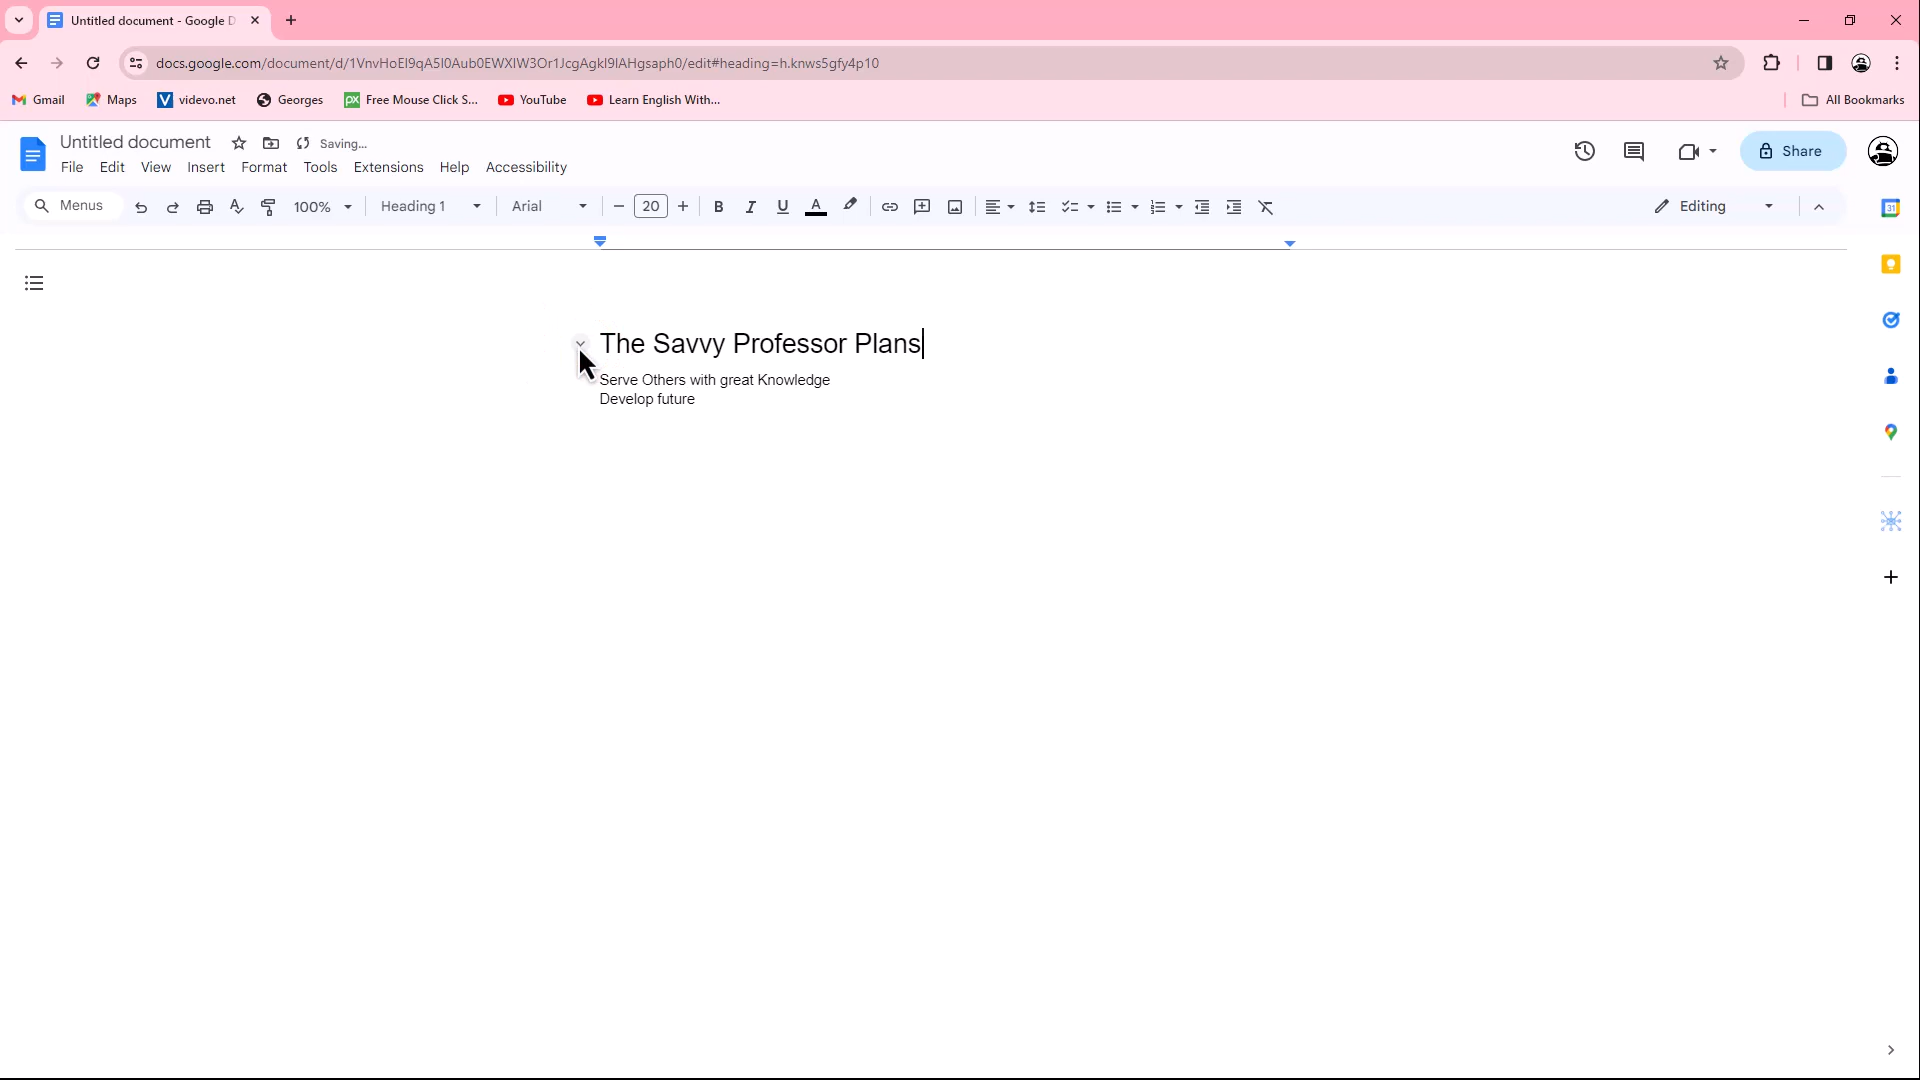 Untitled document - Google D
docs.google.com/document/d/1VnvHoEl9qA5l0Aub0EWXlW3Or1JcgAgkl9lAHgsaph0/edit#heading=h.knws5gfy4p10
Gmail Maps videvo.net Georges Free Mouse Click S... YouTube Learn English With... All Bookmarks
Untitled document Saving...
File Edit View Insert Format Tools Extensions Help Accessibility
Share
Menus 100% Heading 1 Arial 20 Editing
31
The Savvy Professor Plans
Serve Others with great Knowledge
Develop future